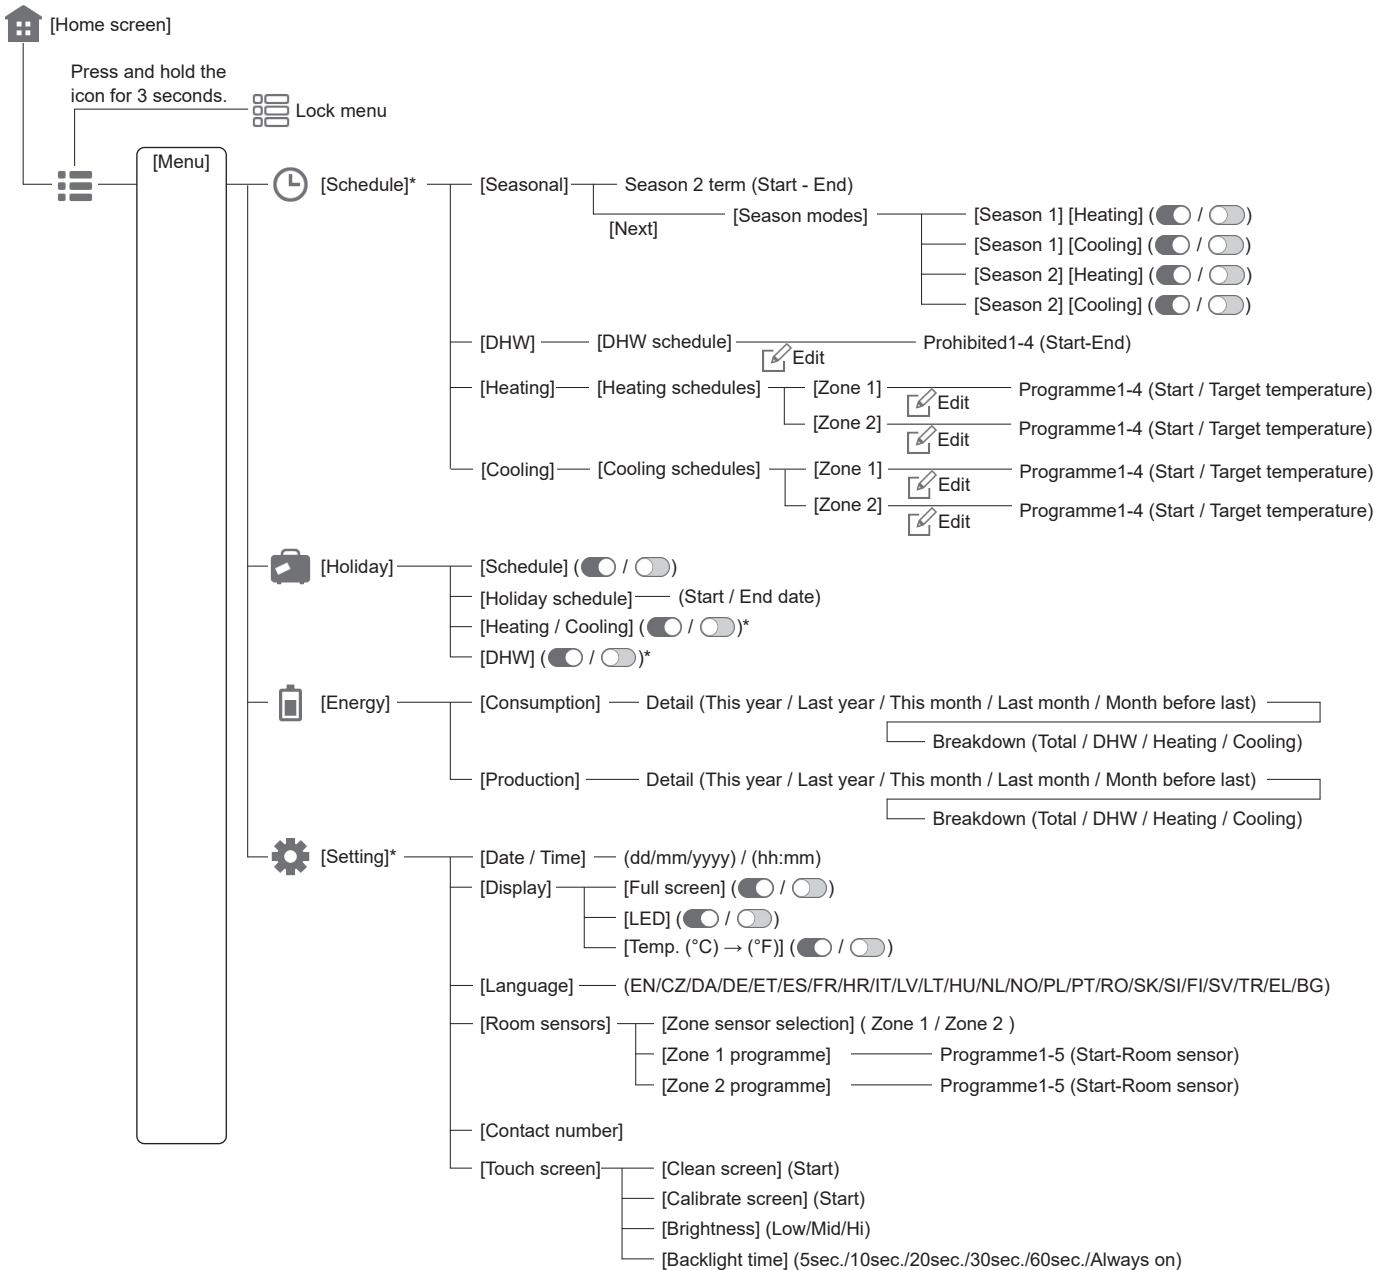 [Home screen]
Press and hold the
icon for 3 seconds.
Lock menu
[Menu]
[Schedule]*
[Seasonal]
Season 2 term (Start - End)
[Next]
[Season modes]
[Season 1] [Heating] ( / )
[Season 1] [Cooling] ( / )
[Season 2] [Heating] ( / )
[Season 2] [Cooling] ( / )
[DHW]
[DHW schedule]
Edit
Prohibited1-4 (Start-End)
[Heating]
[Heating schedules]
[Zone 1]
Edit
Programme1-4 (Start / Target temperature)
[Zone 2]
Edit
Programme1-4 (Start / Target temperature)
[Cooling]
[Cooling schedules]
[Zone 1]
Edit
Programme1-4 (Start / Target temperature)
[Zone 2]
Edit
Programme1-4 (Start / Target temperature)
[Holiday]
[Schedule] ( / )
[Holiday schedule]
(Start / End date)
[Heating / Cooling] ( / )*
[DHW] ( / )*
[Energy]
[Consumption]
Detail (This year / Last year / This month / Last month / Month before last)
Breakdown (Total / DHW / Heating / Cooling)
[Production]
Detail (This year / Last year / This month / Last month / Month before last)
Breakdown (Total / DHW / Heating / Cooling)
[Setting]*
[Date / Time]
(dd/mm/yyyy) / (hh:mm)
[Display]
[Full screen] ( / )
[LED] ( / )
[Temp. (°C) → (°F)] ( / )
[Language]
(EN/CZ/DA/DE/ET/ES/FR/HR/IT/LV/LT/HU/NL/NO/PL/PT/RO/SK/SI/FI/SV/TR/EL/BG)
[Room sensors]
[Zone sensor selection] ( Zone 1 / Zone 2 )
[Zone 1 programme]
Programme1-5 (Start-Room sensor)
[Zone 2 programme]
Programme1-5 (Start-Room sensor)
[Contact number]
[Touch screen]
[Clean screen] (Start)
[Calibrate screen] (Start)
[Brightness] (Low/Mid/Hi)
[Backlight time] (5sec./10sec./20sec./30sec./60sec./Always on)